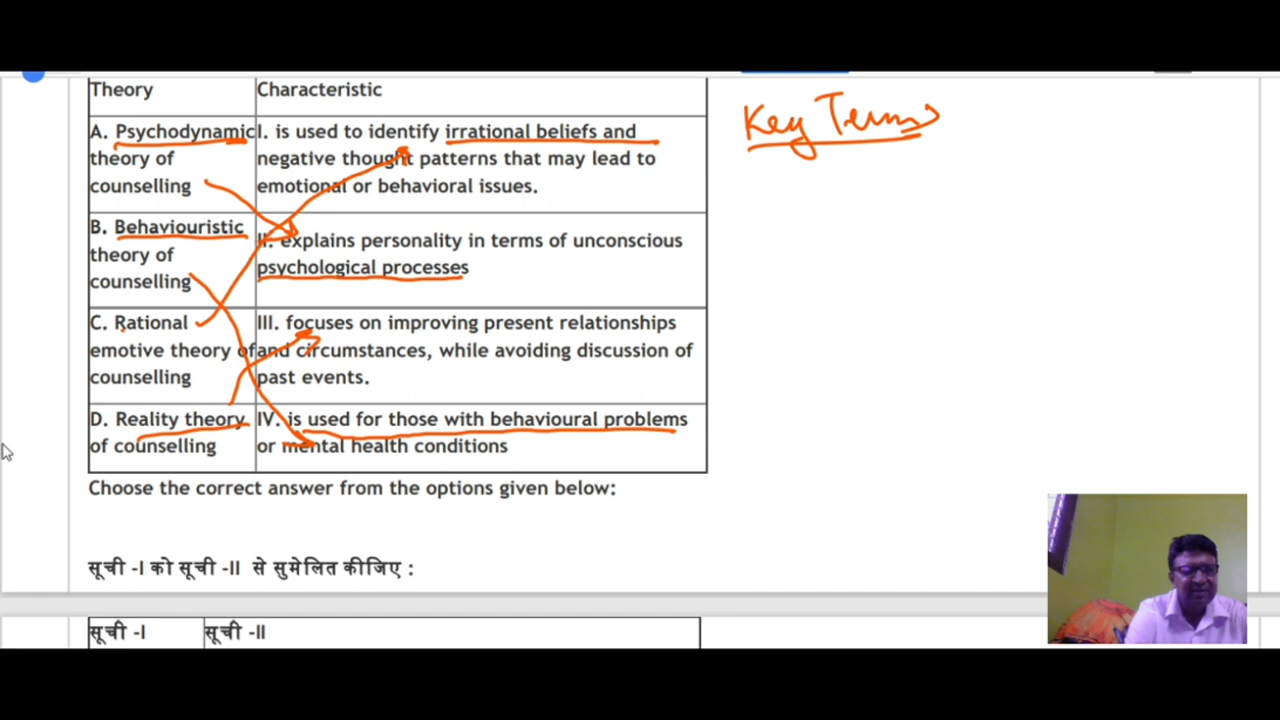 Theory Characteristic
Key Terms
A. Psychodynamic I. is used to identify irrational beliefs and
theory of negative thought patterns that may lead to
counselling emotional or behavioral issues.
B. Behaviouristic
II. explains personality in terms of unconscious
theory of
psychological processes
counselling
C. Rational III. focuses on improving present relationships
emotive theory of and circumstances, while avoiding discussion of
counselling past events.
D. Reality theory IV. is used for those with behavioural problems
of counselling or mental health conditions
Choose the correct answer from the options given below:
सूची -I को सूची -II से सुमेलित कीजिए :
सूची -I सूची -II